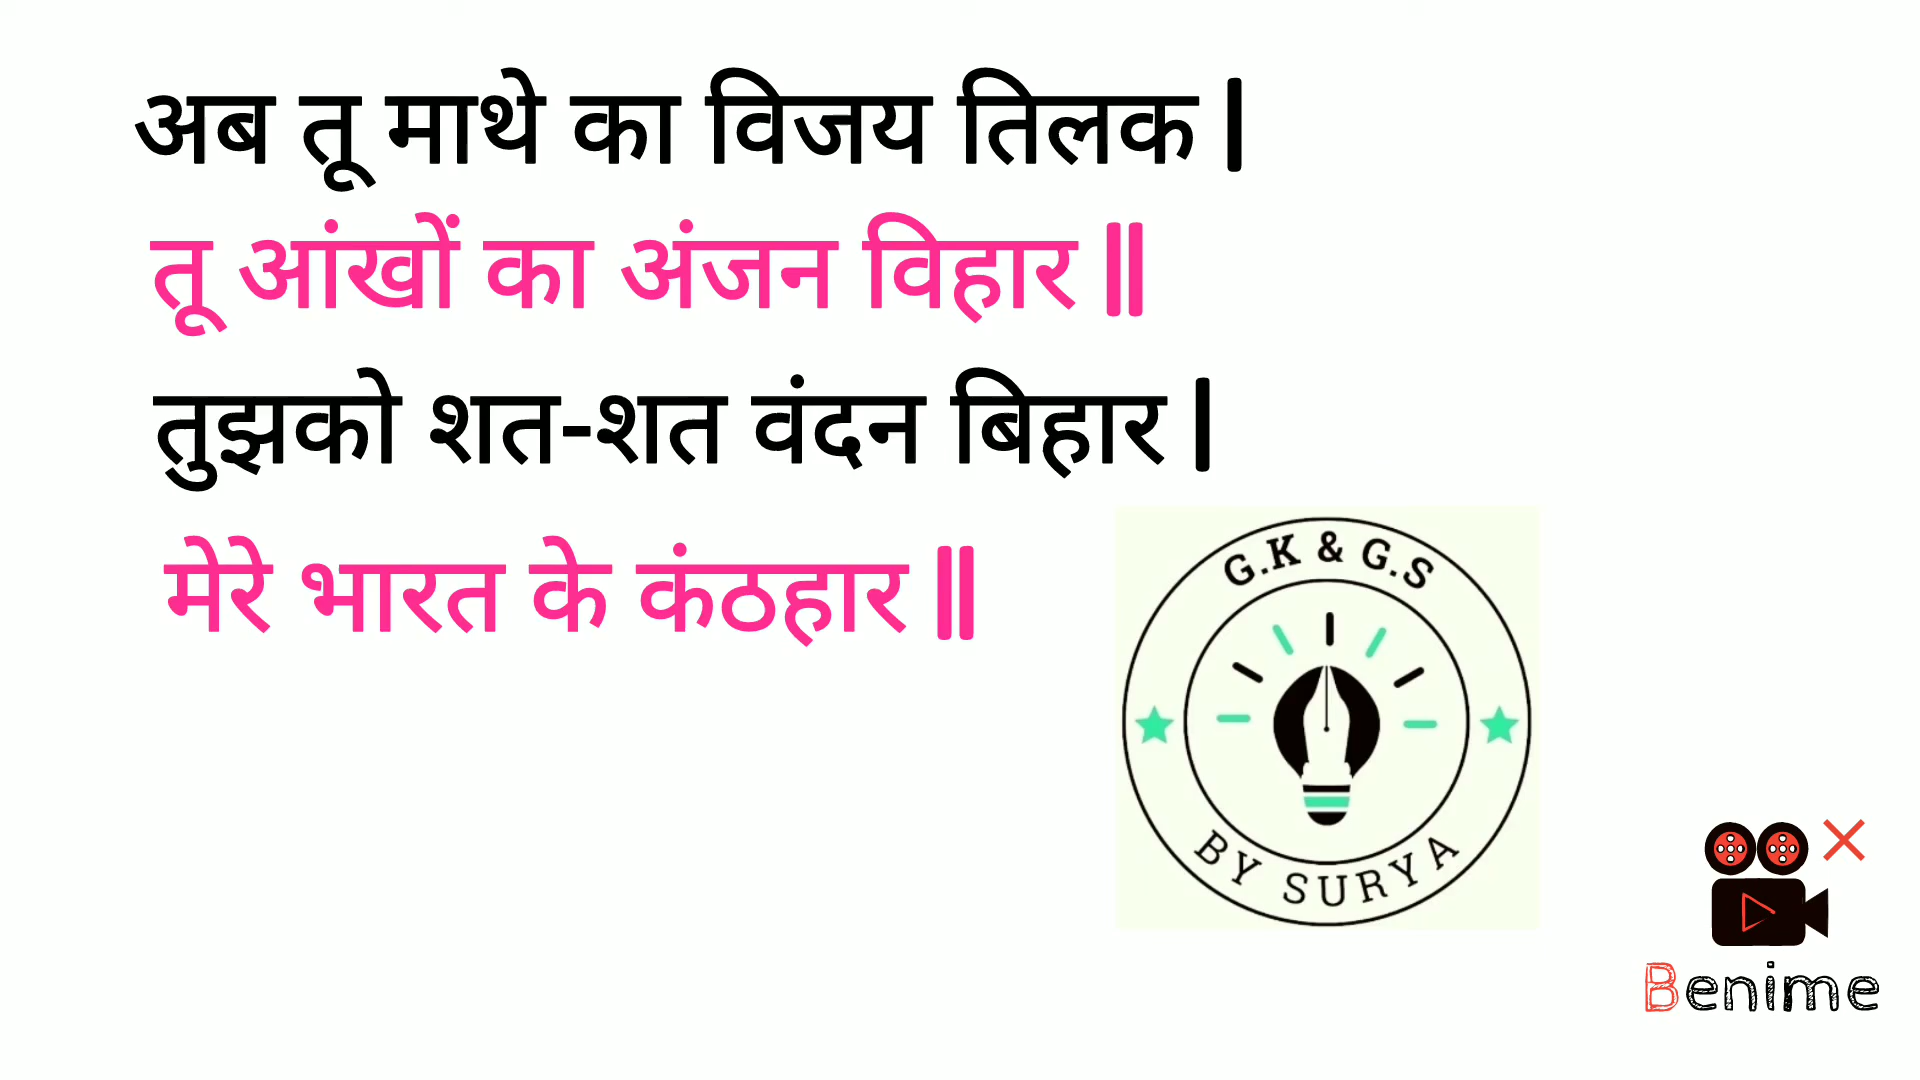 अब तू माथे का विजय तिलक |
तू आंखों का अंजन विहार ||
तुझको शत-शत वंदन बिहार |
मेरे भारत के कंठहार ||
G.K & G.S
BY SURYA
Benime